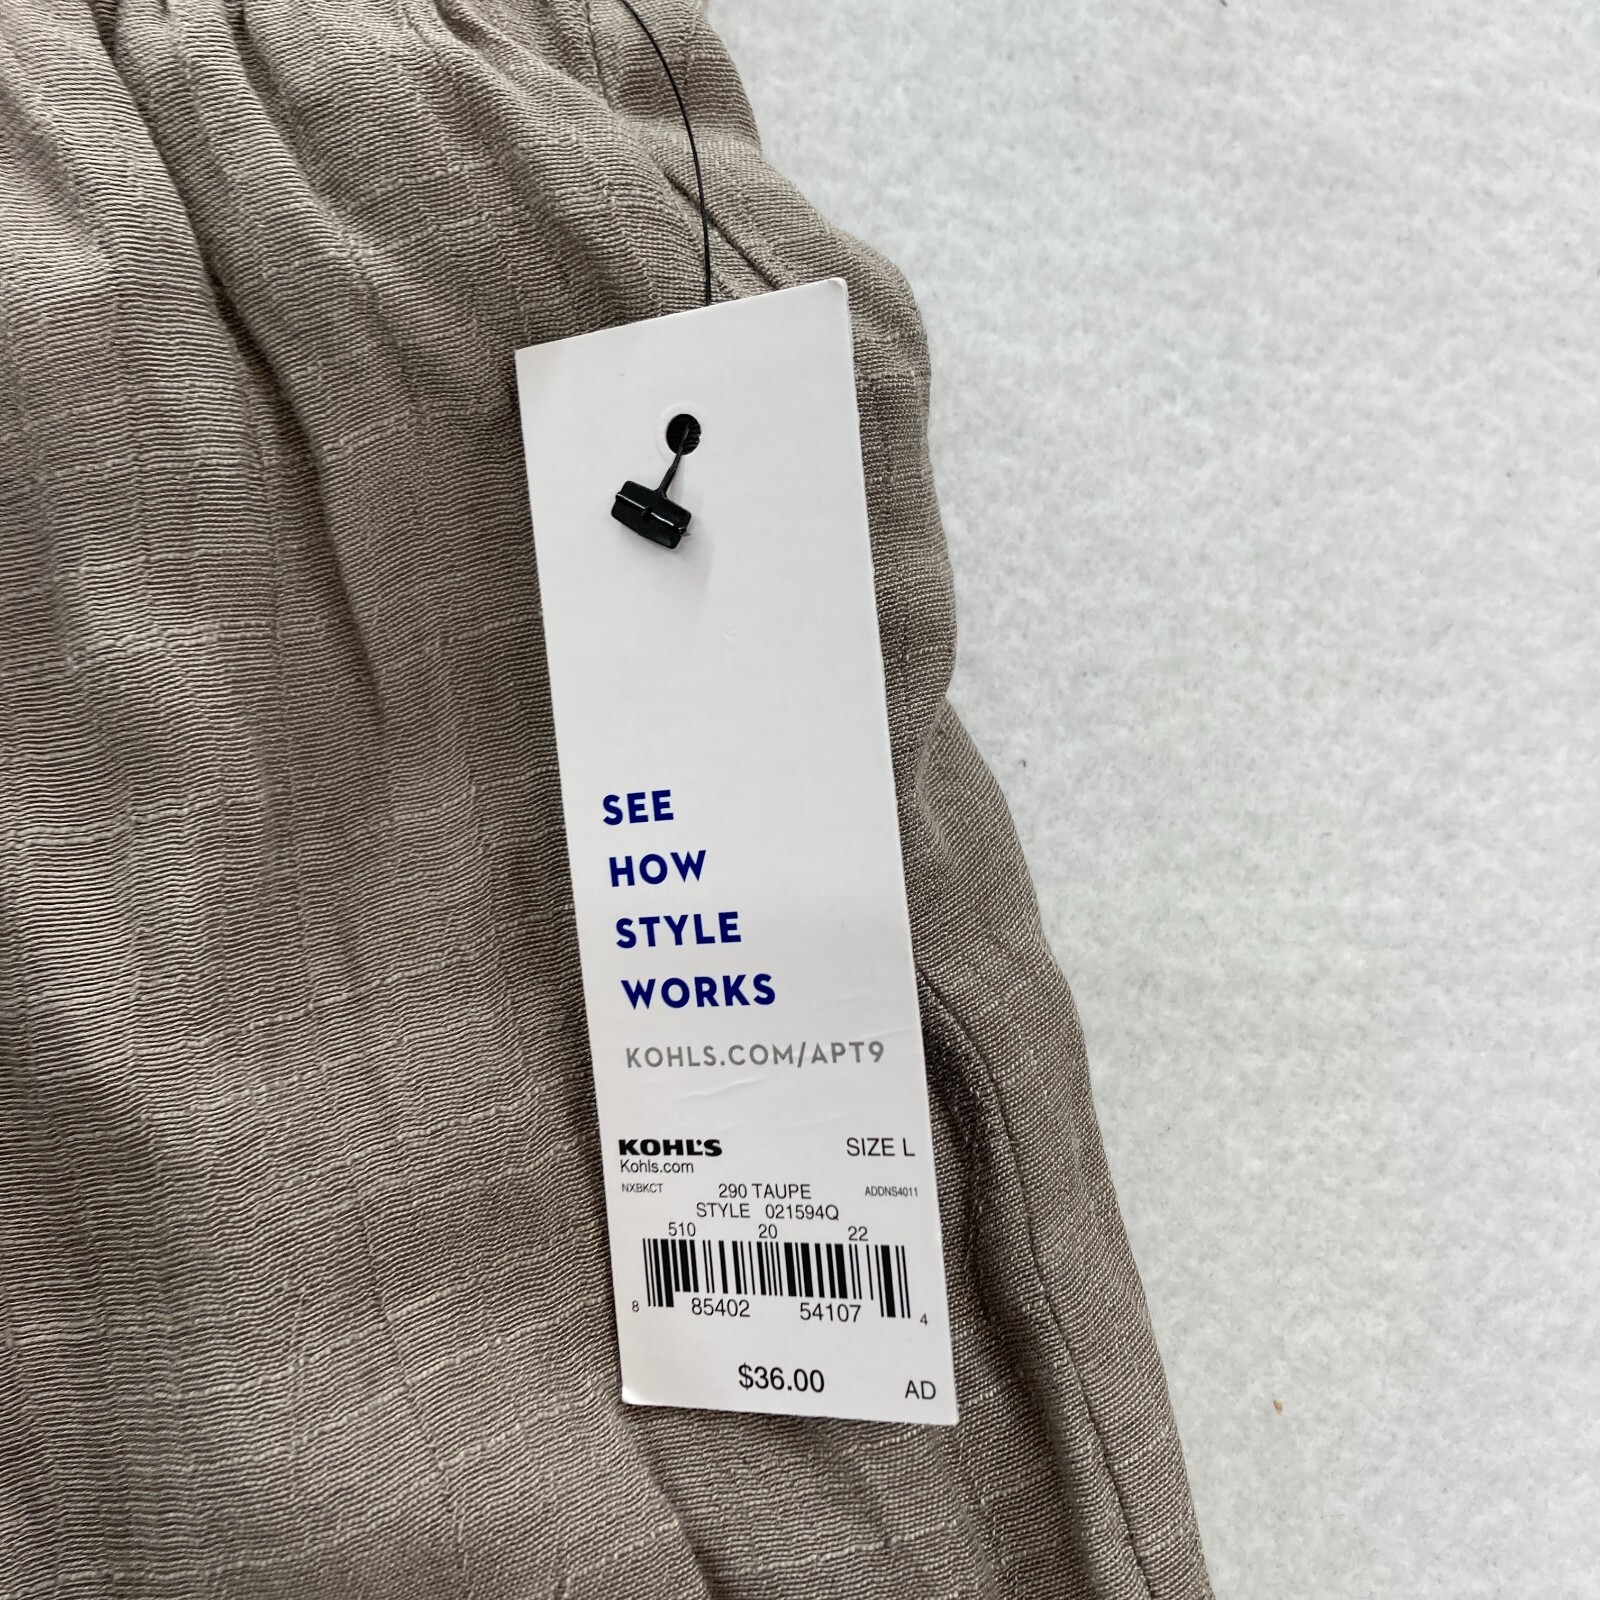 SEE
HOW
STYLE
WORKS
KOHLS.COM/APT9
KOHL'S SIZE L
Kohls.com
NXBKCT 290 TAUPE ADDNS4011
STYLE 021594Q
510 20 22
8 85402 54107 4
$36.00 AD